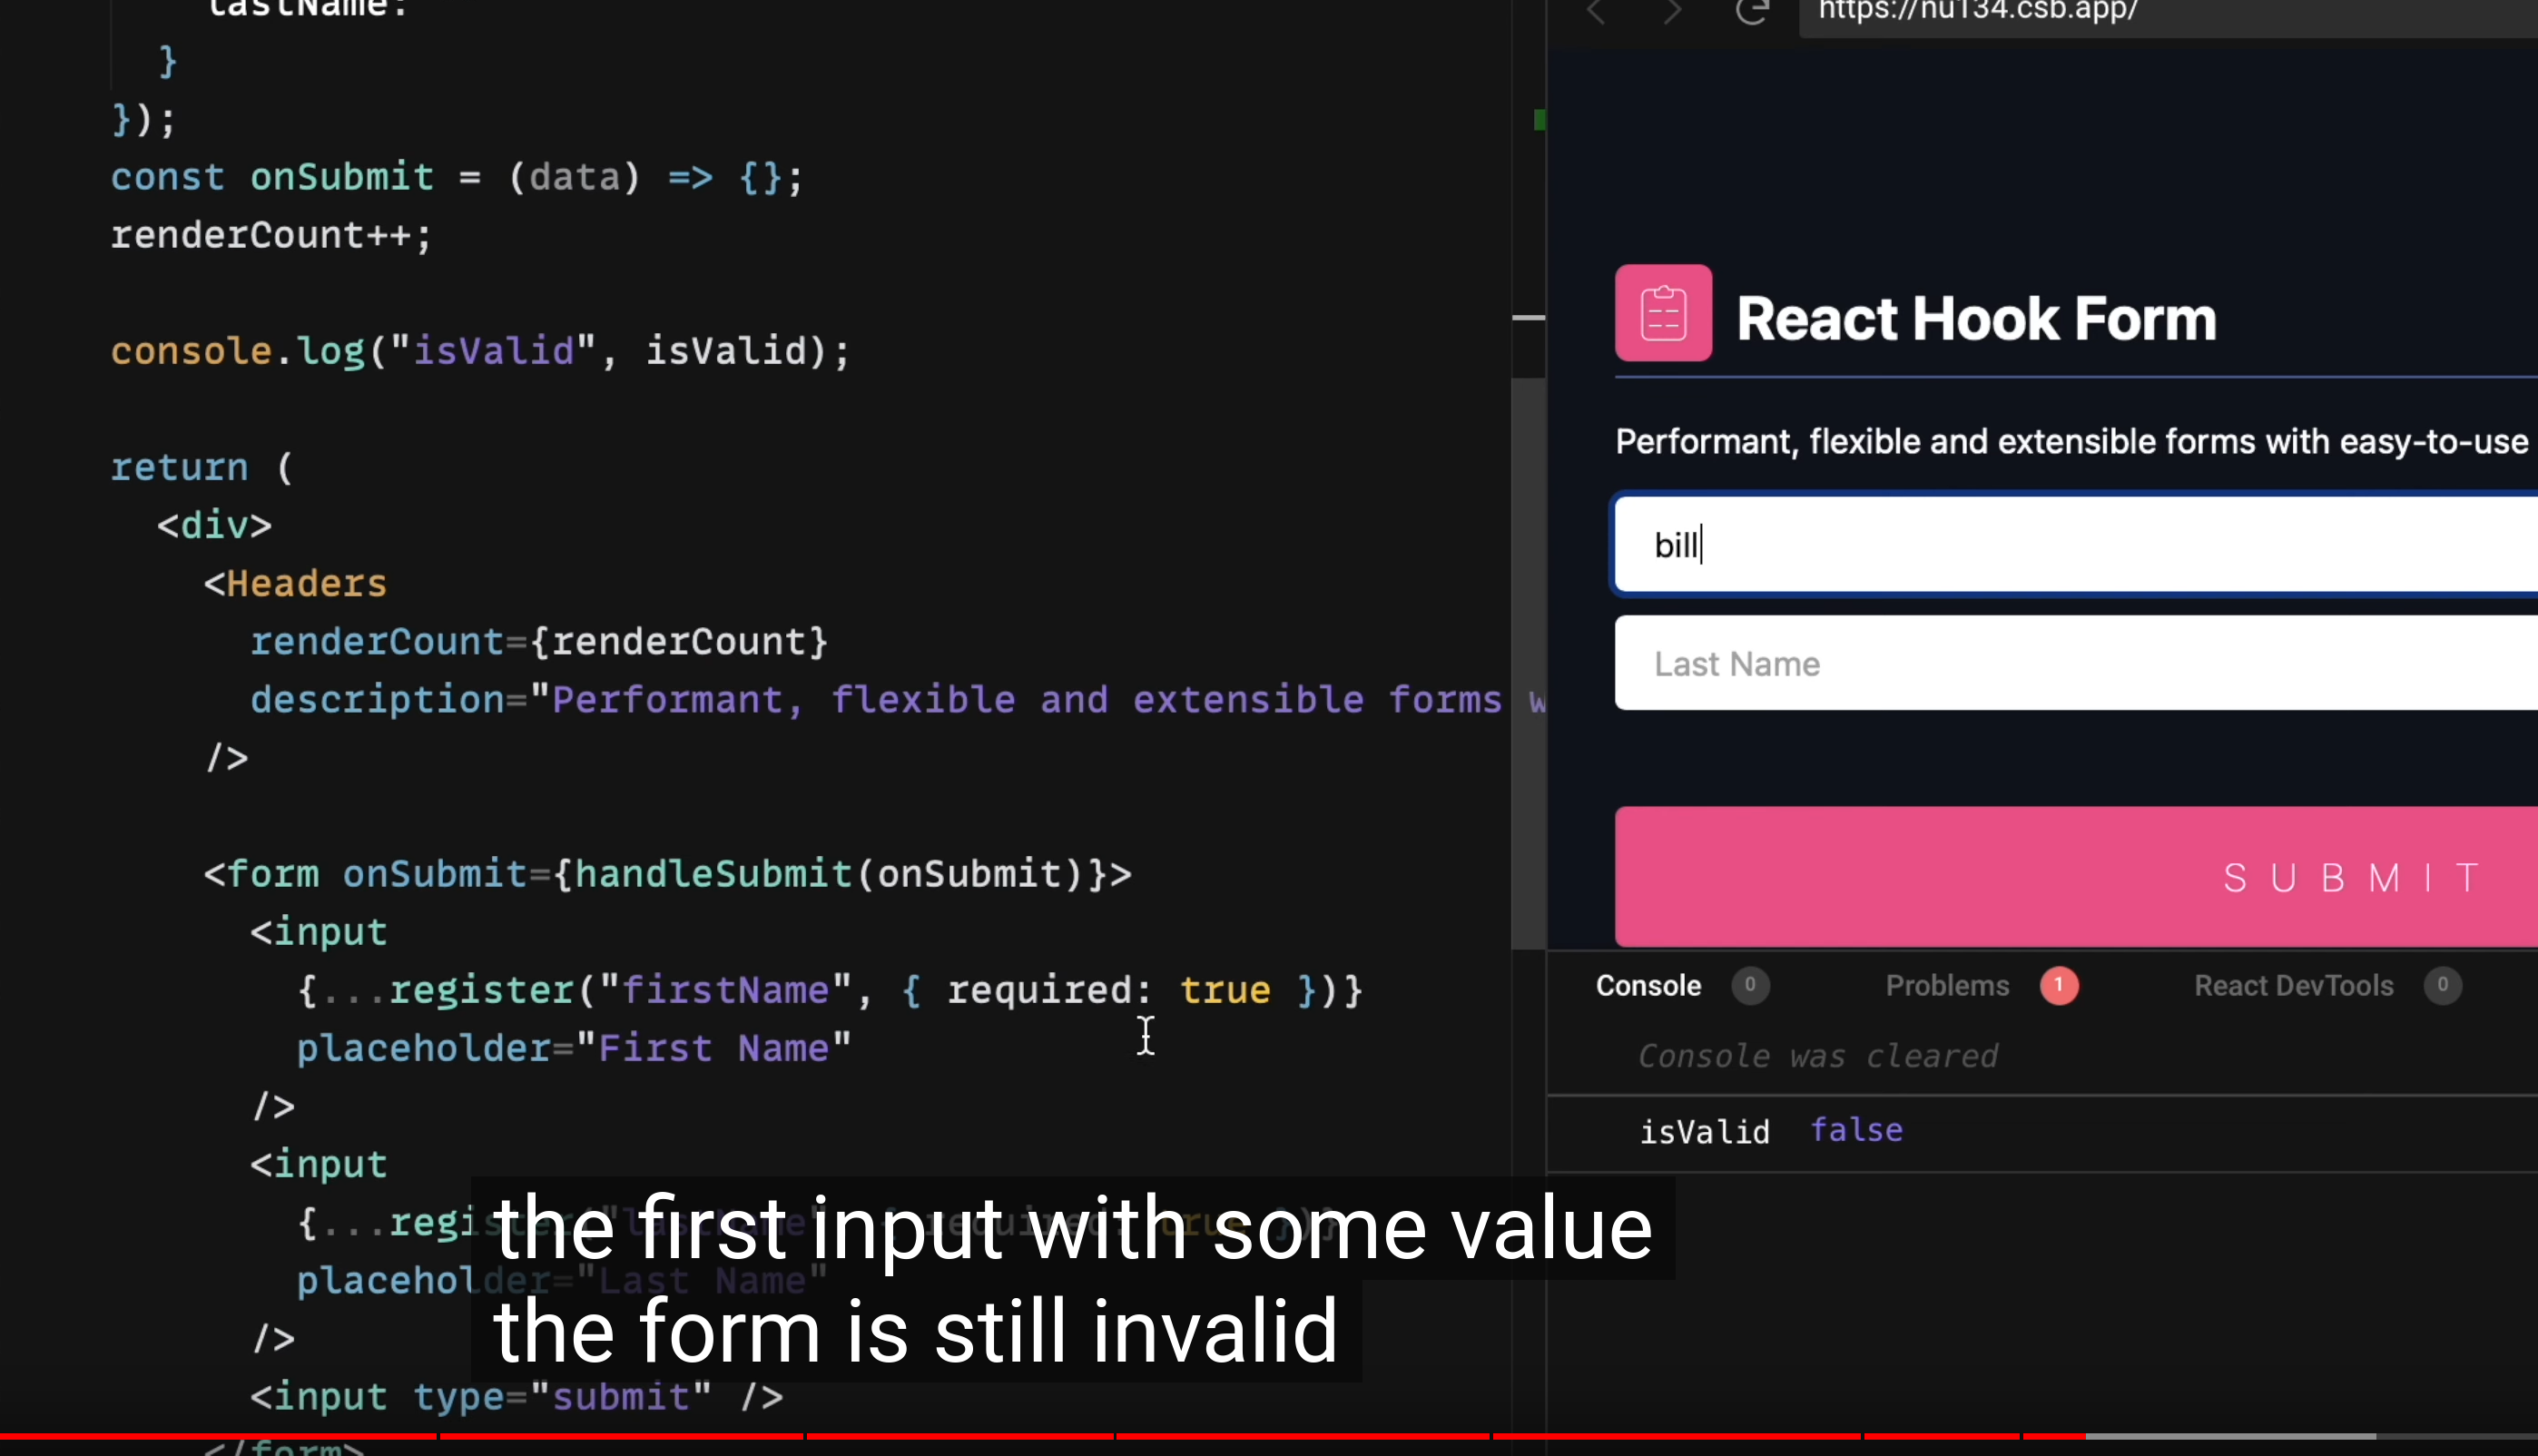 lastName:
}
});
const onSubmit = (data) => {};
renderCount++;
console.log("isValid", isValid);
return (
<div>
<Headers
renderCount={renderCount}
description="Performant, flexible and extensible forms w
/>
<form onSubmit={handleSubmit(onSubmit)}>
<input
{...register("firstName", { required: true })}
placeholder="First Name"
/>
<input
{...register("lastName", { required: true })}
placeholder="Last Name"
/>
<input type="submit" />
</form>
https://nu134.csb.app/
React Hook Form
Performant, flexible and extensible forms with easy-to-use
bill
Last Name
SUBMIT
Console 0 Problems 1 React DevTools 0
Console was cleared
isValid false
the first input with some value
the form is still invalid